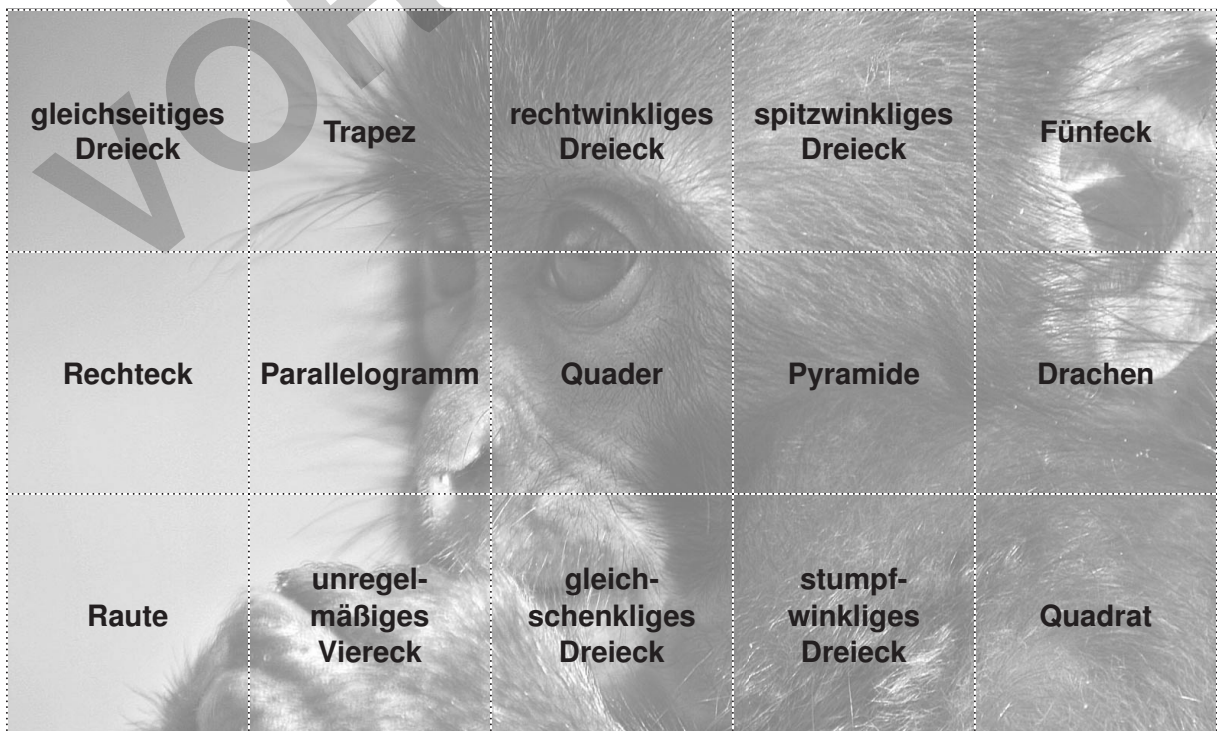 VOR
gleichseitiges
Dreieck
Trapez
rechtwinkliges
Dreieck
spitzwinkliges
Dreieck
Fünfeck
Rechteck
Parallelogramm
Quader
Pyramide
Drachen
Raute
unregel-
mäßiges
Viereck
gleich-
schenkliges
Dreieck
stumpf-
winkliges
Dreieck
Quadrat